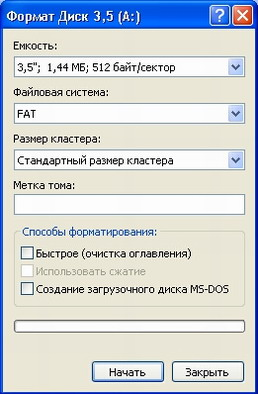 Формат Диск 3,5 (A:)
Емкость:
3,5"; 1,44 МБ; 512 байт/сектор
Файловая система:
FAT
Размер кластера:
Стандартный размер кластера
Метка тома:
Способы форматирования:
Быстрое (очистка оглавления)
Использовать сжатие
Создание загрузочного диска MS-DOS
Начать Закрыть